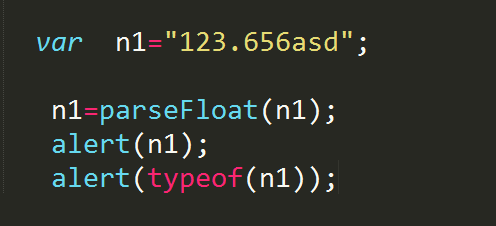 var  n1="123.656asd";
n1=parseFloat(n1);
alert(n1);
alert(typeof(n1));